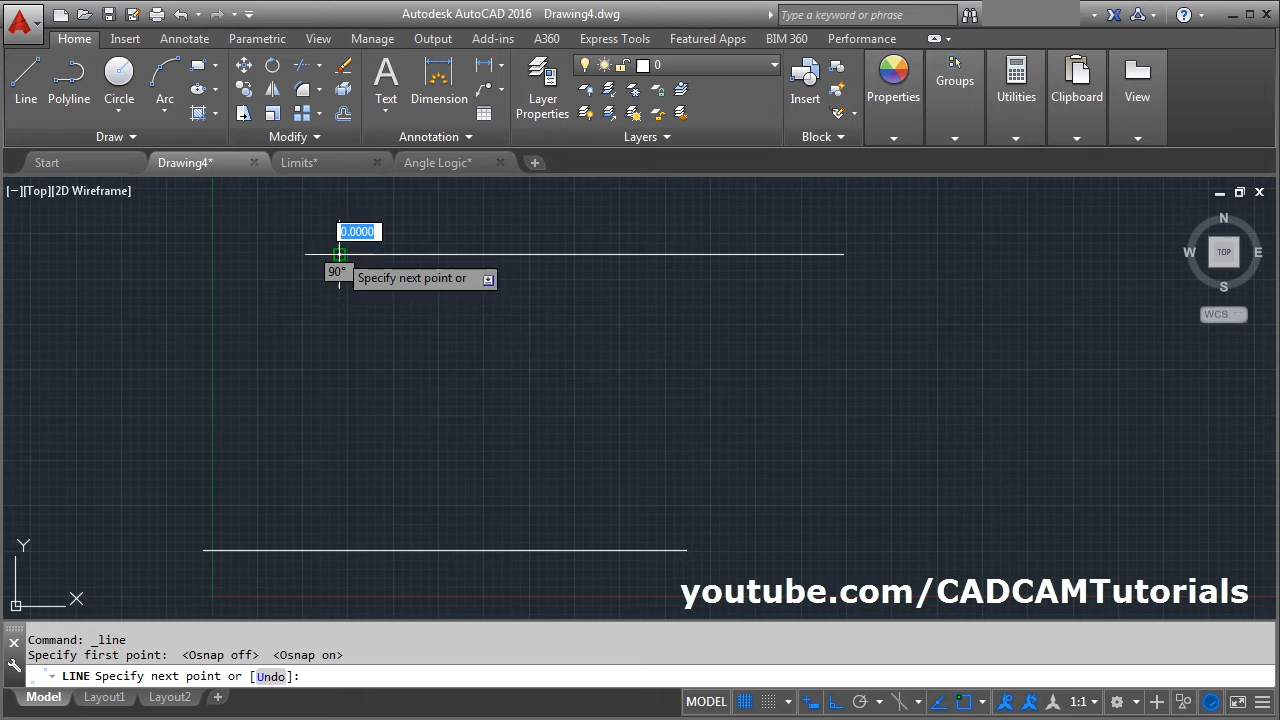 Autodesk AutoCAD 2016 Drawing4.dwg
Type a keyword or phrase
Home Insert Annotate Parametric View Manage Output Add-ins A360 Express Tools Featured Apps BIM 360 Performance
Line Polyline Circle Arc Text Dimension Layer Properties 0 Insert Properties Groups Utilities Clipboard View
Draw Modify Annotation Layers Block
Start Drawing4* Limits* Angle Logic*
[−][Top][2D Wireframe]
N
W TOP E
S
WCS
0.0000
90°
Specify next point or
Y
X
youtube.com/CADCAMTutorials
Command: _line
Specify first point: <Osnap off> <Osnap on>
LINE Specify next point or [Undo]:
Model Layout1 Layout2 + MODEL 1:1